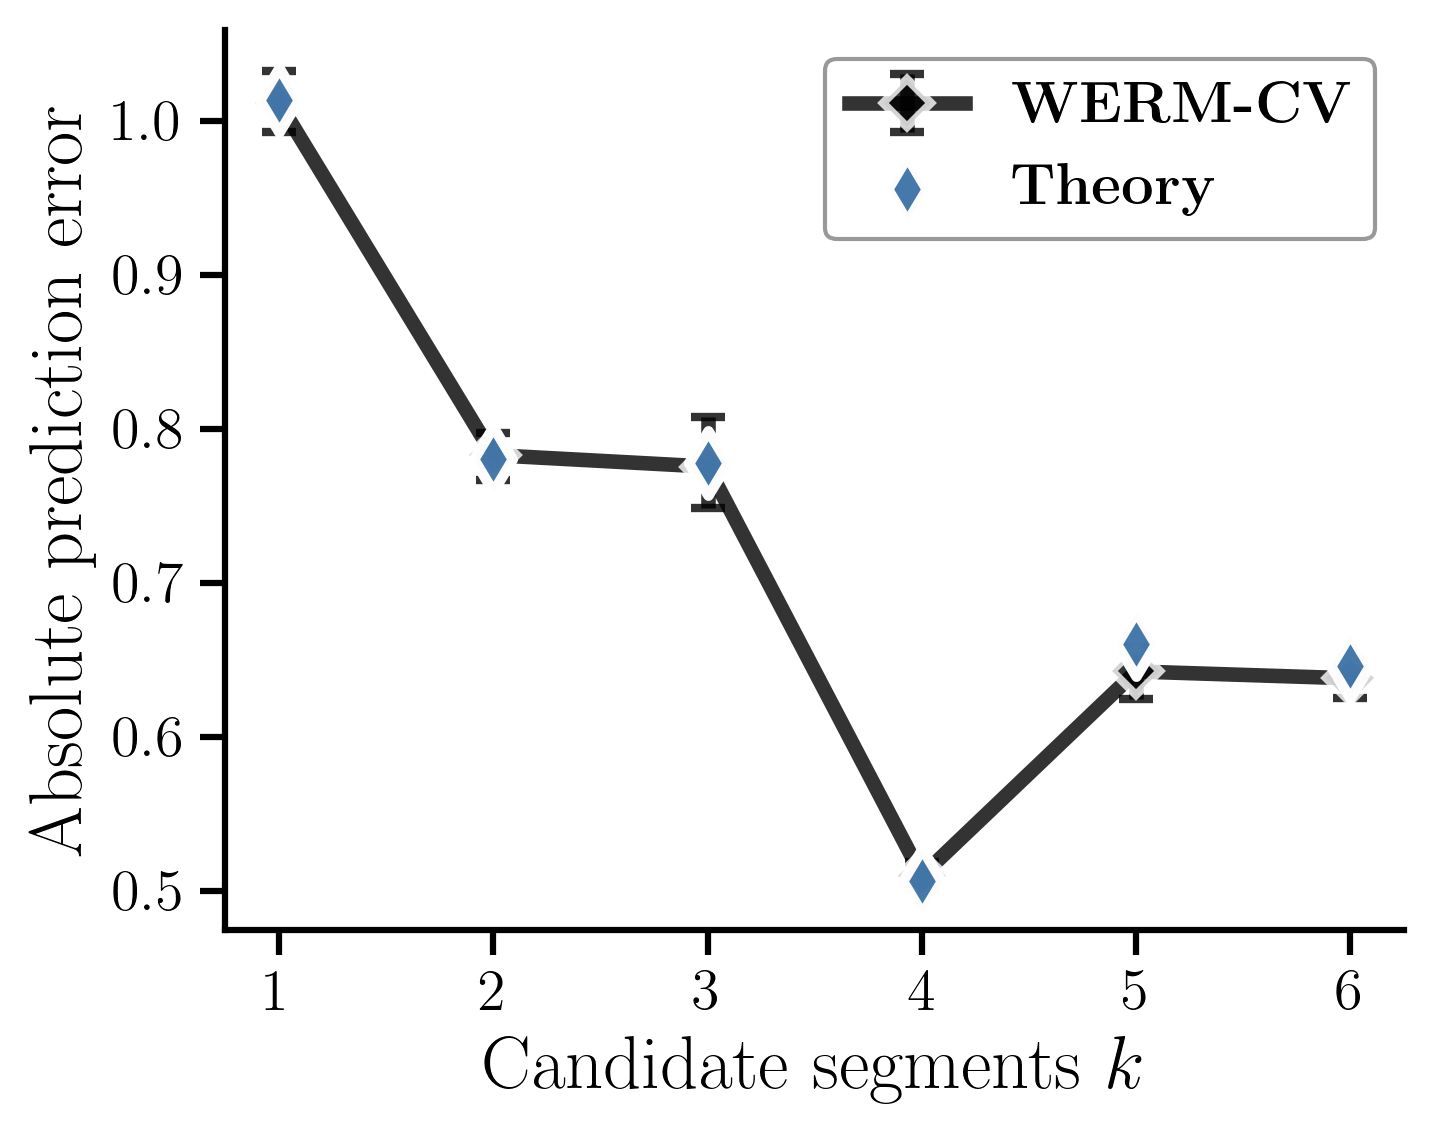 WERM-CV
Theory
Absolute prediction error
1.0
0.9
0.8
0.7
0.6
0.5
1 2 3 4 5 6
Candidate segments k